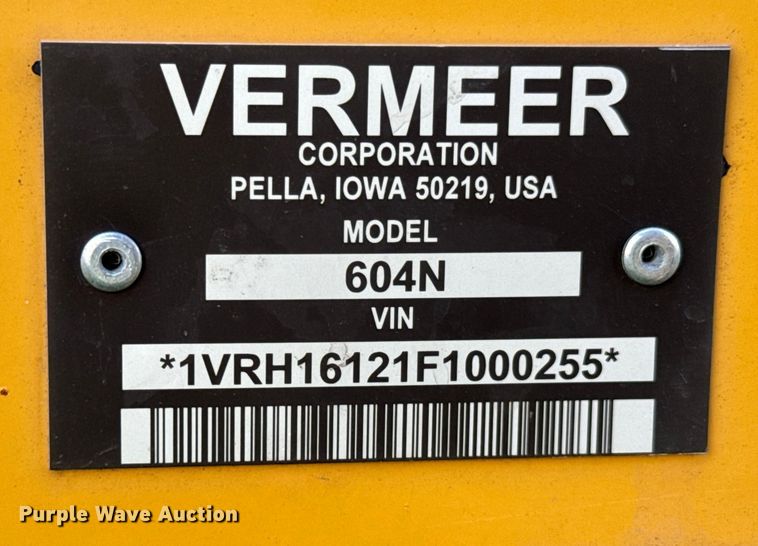 VERMEER
CORPORATION
PELLA, IOWA 50219, USA
MODEL
604N
VIN
*1VRH16121F1000255*
Purple Wave Auction